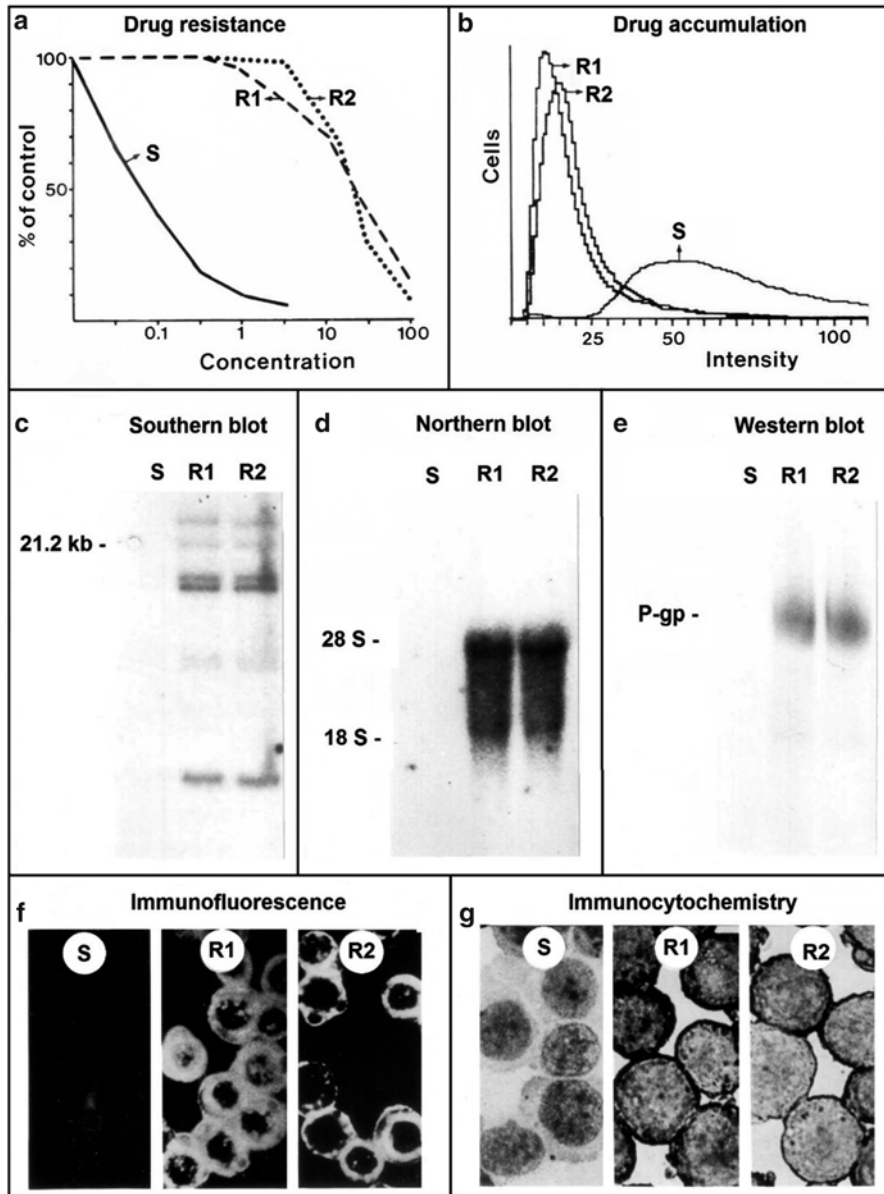 a Drug resistance
100
50
% of control
S
R1
R2
0.1 1 10 100
Concentration
b Drug accumulation
Cells
R1
R2
S
25 50 100
Intensity
c Southern blot
S R1 R2
21.2 kb -
d Northern blot
S R1 R2
28 S -
18 S -
e Western blot
S R1 R2
P-gp -
f Immunofluorescence
S R1 R2
g Immunocytochemistry
S R1 R2